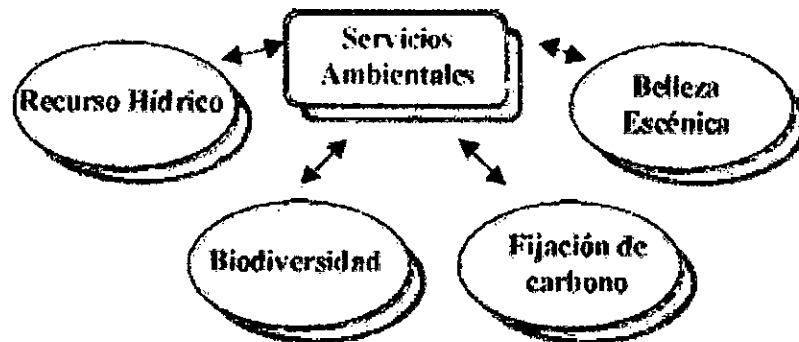 Servicios
Ambientales
Recurso Hídrico
Belleza
Escénica
Biodiversidad
Fijación de
carbono